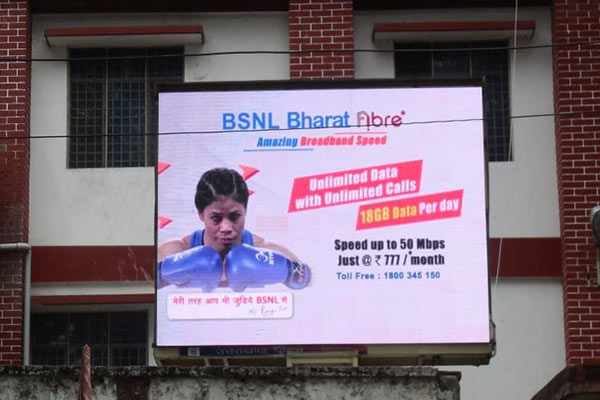 BSNL Bharat Fibre*
Amazing Broadband Speed
Unlimited Data
with Unlimited Calls
18GB Data Per day
Speed up to 50 Mbps
Just @ ₹ 777 /*month
Toll Free : 1800 345 150
मेरी तरह आप भी जुड़िये BSNL से